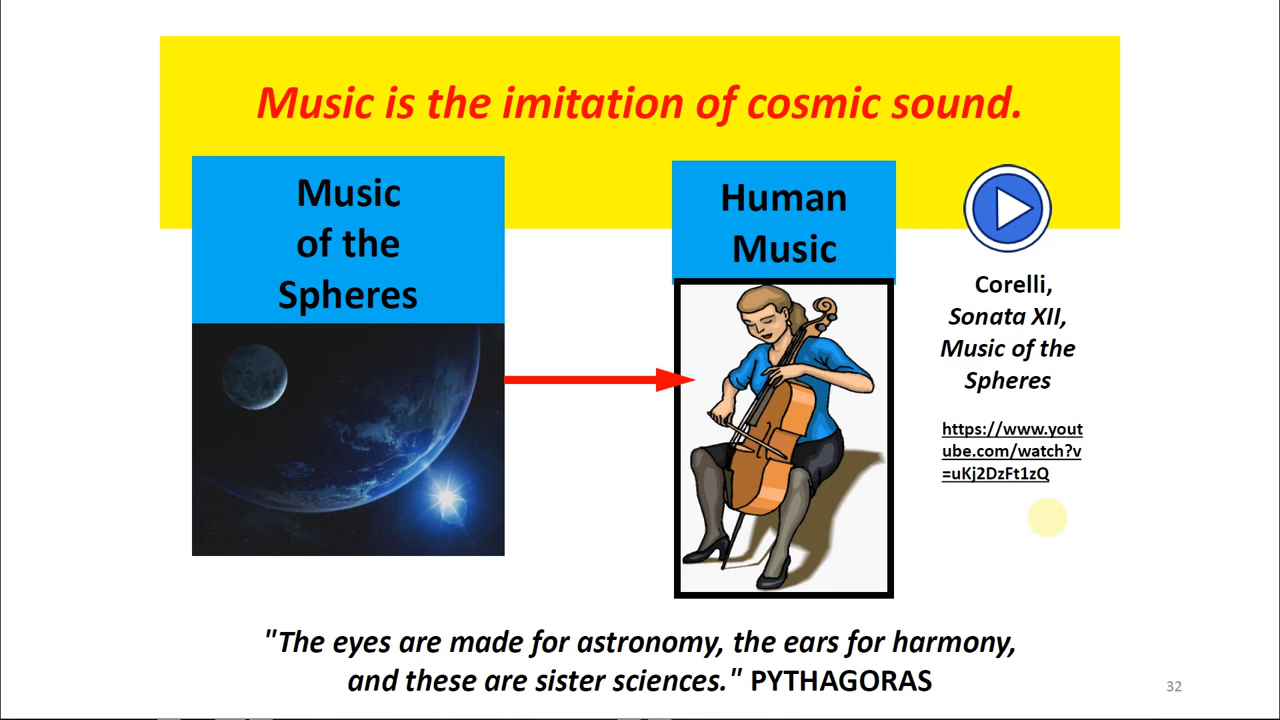 Music is the imitation of cosmic sound.
Music
of the
Spheres
Human
Music
Corelli,
Sonata XII,
Music of the
Spheres
https://www.yout
ube.com/watch?v
=uKj2DzFt1zQ
"The eyes are made for astronomy, the ears for harmony,
and these are sister sciences." PYTHAGORAS
32